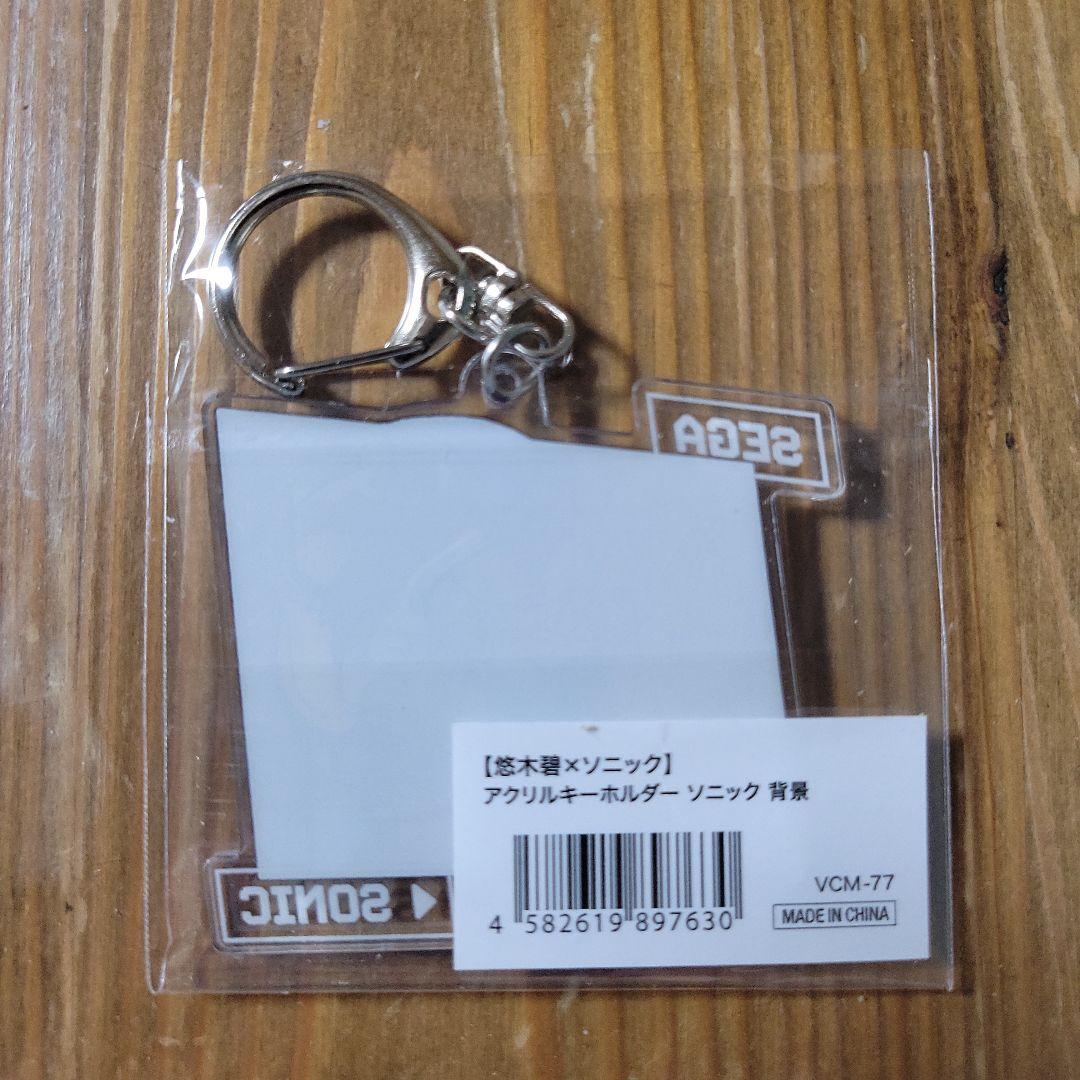 SEGA
【悠木碧×ソニック】
アクリルキーホルダー ソニック 背景
VCM-77
4 582619 897630
MADE IN CHINA
SONIC